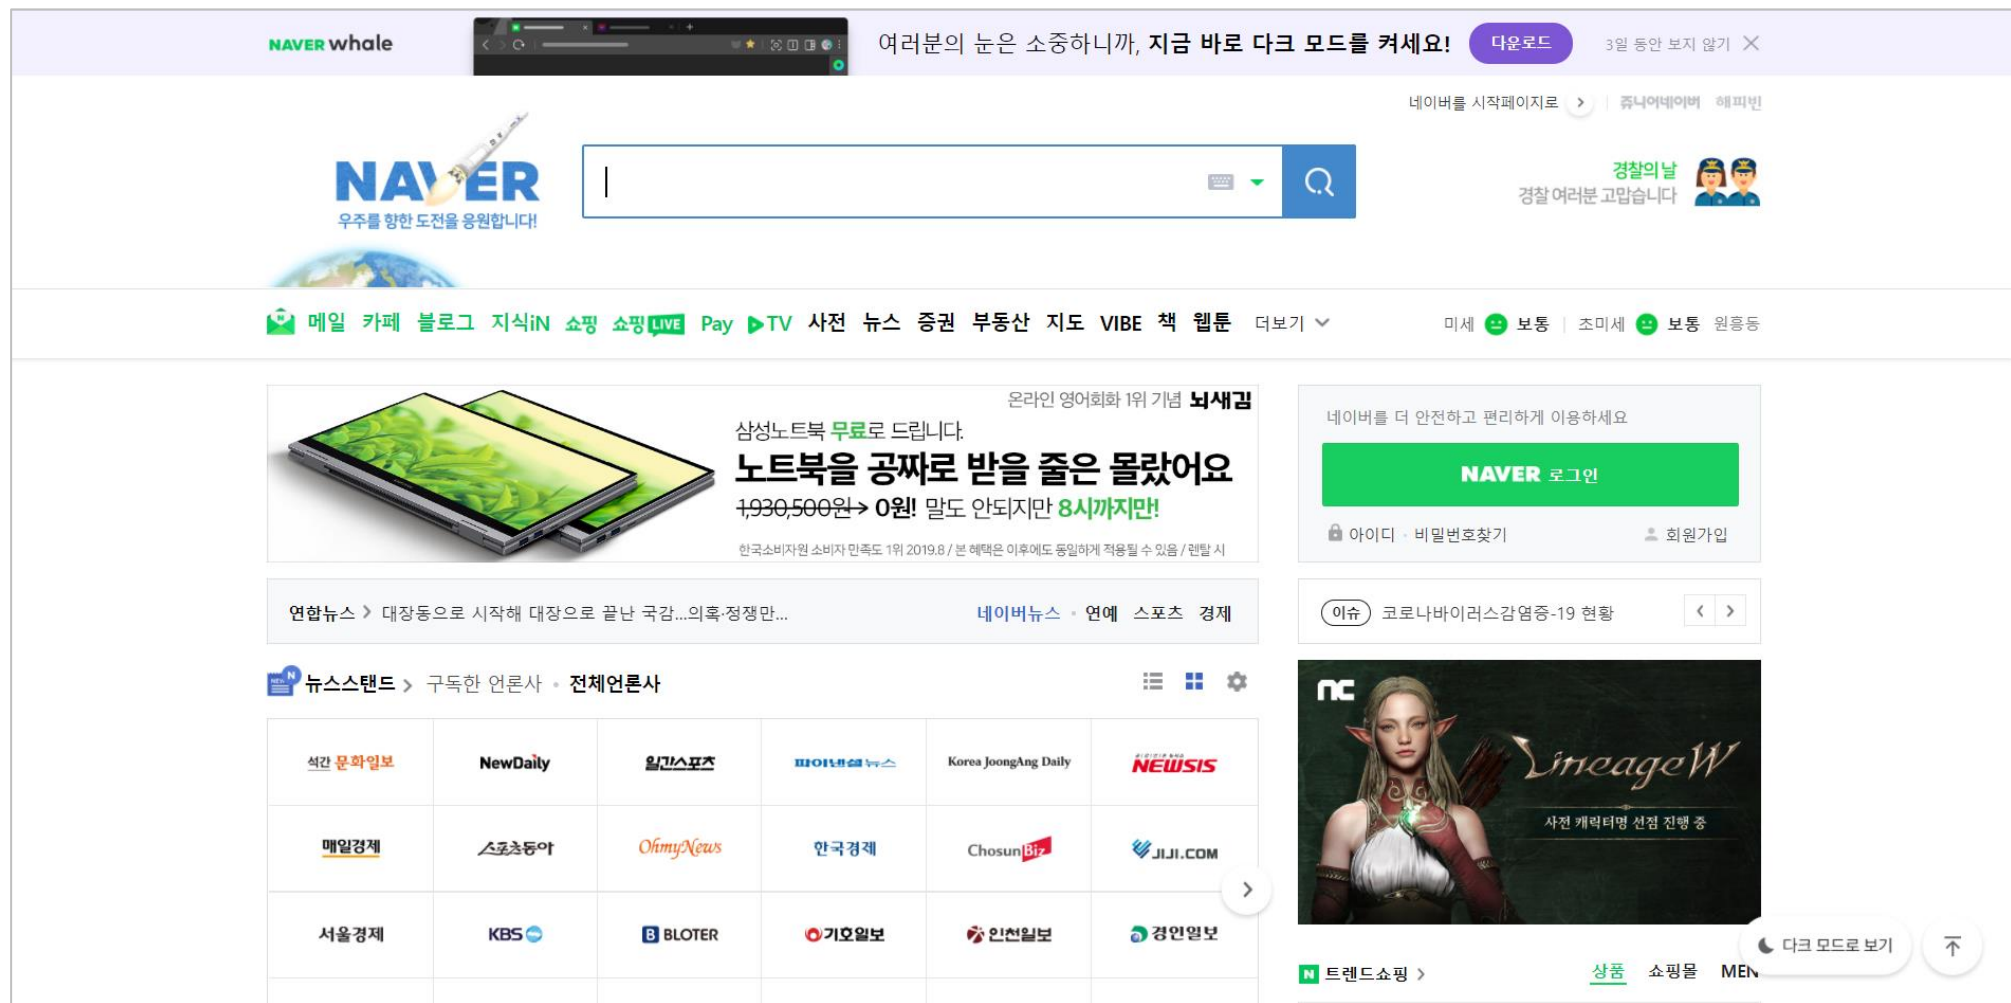 NAVER whale
여러분의 눈은 소중하니까, 지금 바로 다크 모드를 켜세요!
다운로드
3일 동안 보지 않기
네이버를 시작페이지로
쥬니어네이버 해피빈
NAVER
우주를 향한 도전을 응원합니다!
경찰의 날
경찰 여러분 고맙습니다
메일 카페 블로그 지식iN 쇼핑 쇼핑LIVE Pay TV 사전 뉴스 증권 부동산 지도 VIBE 책 웹툰 더보기
미세 보통 초미세 보통 원흥동
온라인 영어회화 1위 기념 뇌새김
삼성노트북 무료로 드립니다.
노트북을 공짜로 받을 줄은 몰랐어요
1,930,500원→ 0원! 말도 안되지만 8시까지만!
한국소비자원 소비자 만족도 1위 2019.8 / 본 혜택은 이후에도 동일하게 적용될 수 있음 / 렌탈 시
네이버를 더 안전하고 편리하게 이용하세요
NAVER 로그인
아이디 · 비밀번호찾기 회원가입
연합뉴스 > 대장동으로 시작해 대장으로 끝난 국감...의혹·정쟁만...
네이버뉴스 · 연예 스포츠 경제
이슈 코로나바이러스감염증-19 현황
뉴스스탠드 > 구독한 언론사 · 전체언론사
석간 문화일보 NewDaily 일간스포츠 파이낸셜뉴스 Korea JoongAng Daily NEWSIS
매일경제 스포츠동아 OhmyNews 한국경제 ChosunBiz JIJI.COM
서울경제 KBS BLOTER 기호일보 인천일보 경인일보
nc
Lineage W
사전 캐릭터명 선점 진행 중
다크 모드로 보기
N 트렌드쇼핑 >
상품 쇼핑몰 MEN